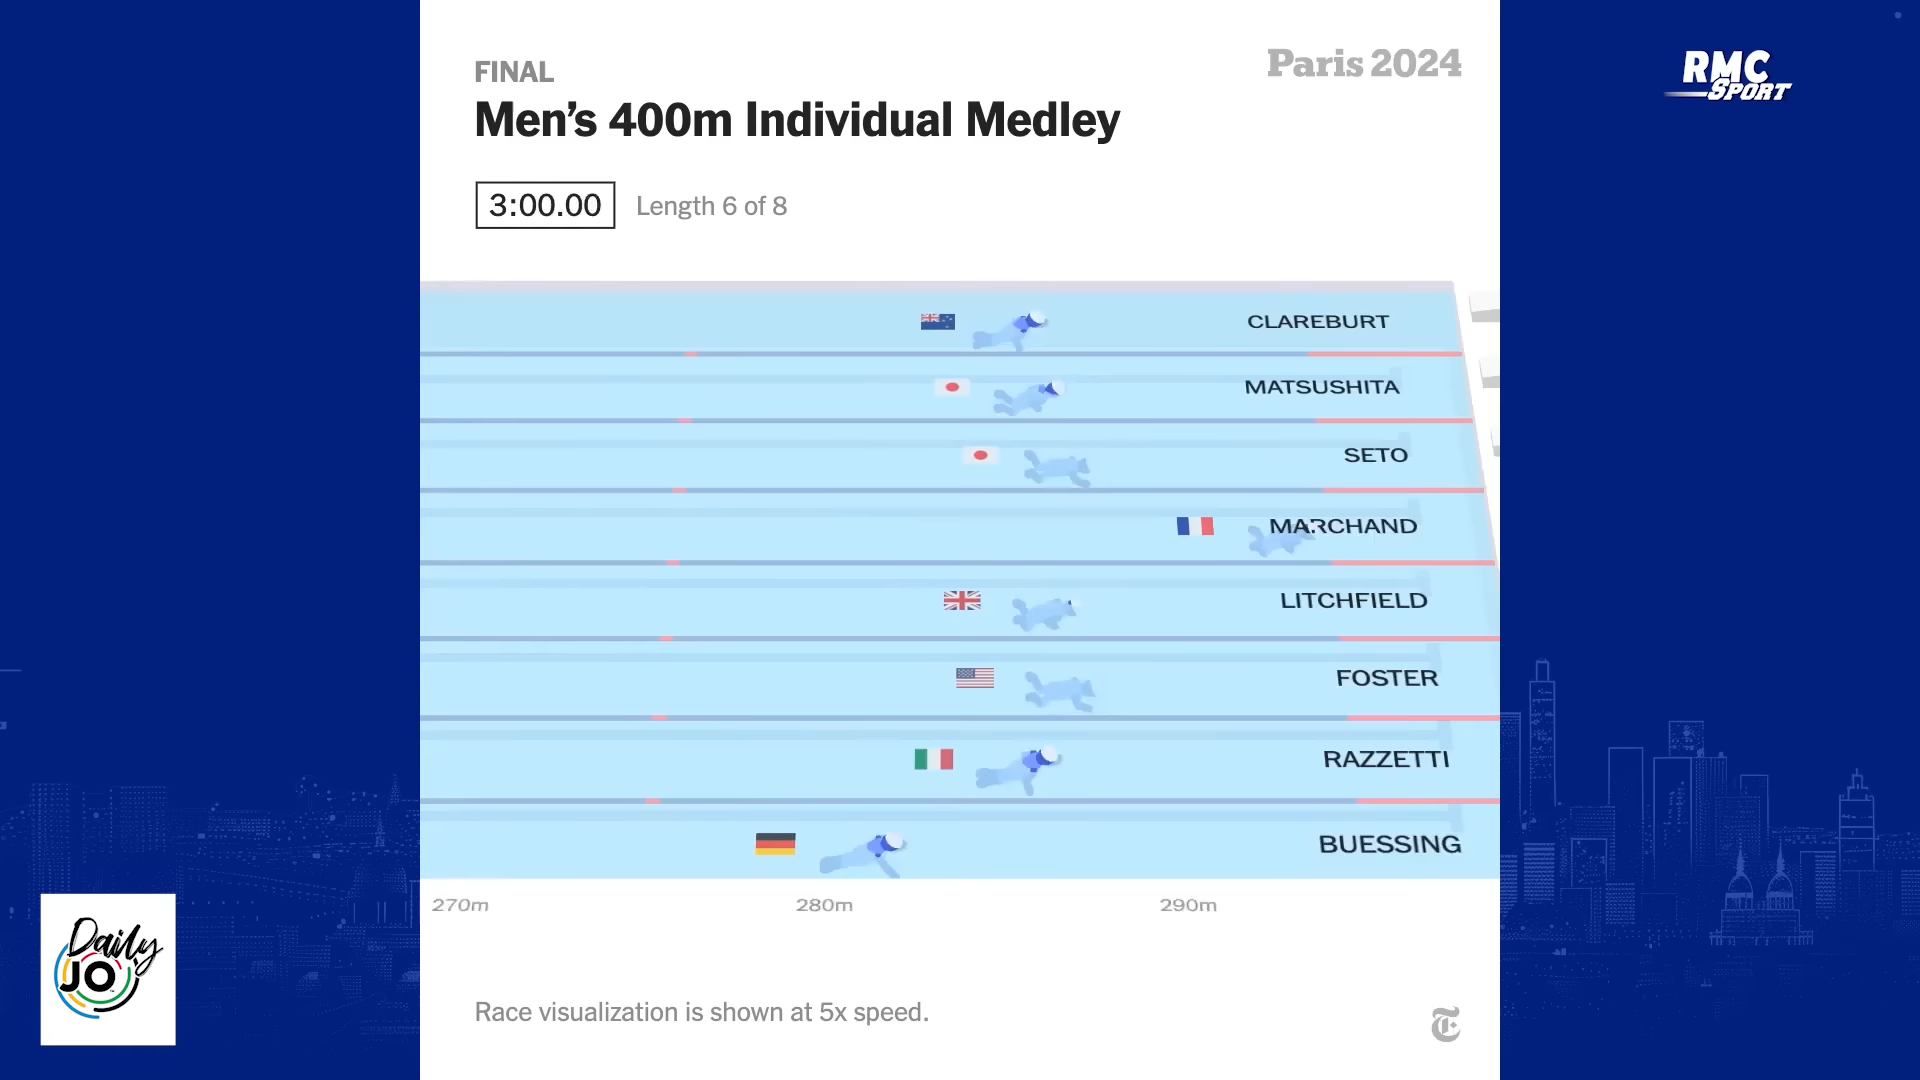 FINAL
Paris 2024
RMC
SPORT
Men's 400m Individual Medley
3:00.00 Length 6 of 8
CLAREBURT
MATSUSHITA
SETO
MARCHAND
LITCHFIELD
FOSTER
RAZZETTI
BUESSING
270m 280m 290m
Daily
JO
Race visualization is shown at 5x speed.
T